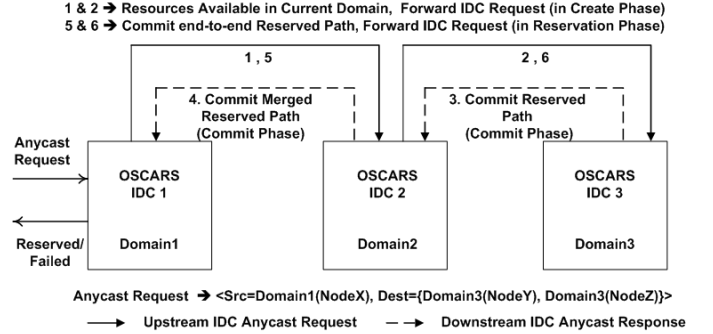 1 & 2 ➔ Resources Available in Current Domain, Forward IDC Request (in Create Phase)
5 & 6 ➔ Commit end-to-end Reserved Path, Forward IDC Request (in Reservation Phase)
1 , 5
2, 6
4. Commit Merged
Reserved Path
(Commit Phase)
3. Commit Reserved
Path
(Commit Phase)
Anycast
Request
OSCARS
IDC 1
Domain1
OSCARS
IDC 2
Domain2
OSCARS
IDC 3
Domain3
Reserved/
Failed
Anycast Request ➔ <Src=Domain1(NodeX), Dest={Domain3(NodeY), Domain3(NodeZ)}>
Upstream IDC Anycast Request
Downstream IDC Anycast Response